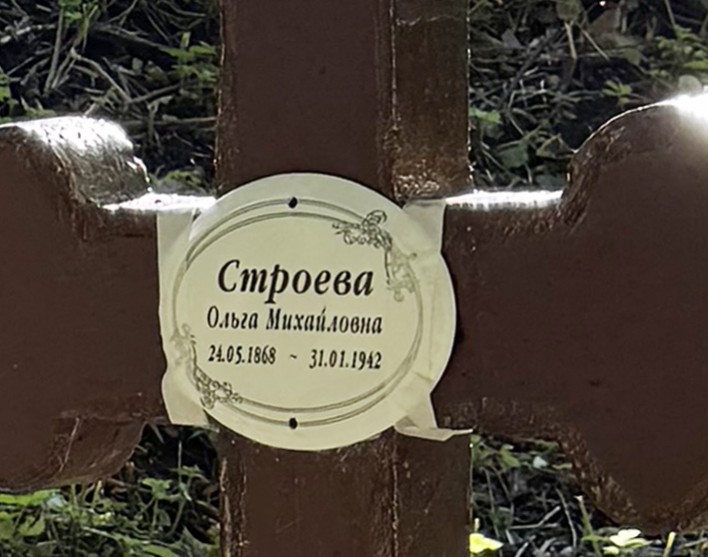 Строева
Ольга Михайловна
24.05.1868 ~ 31.01.1942